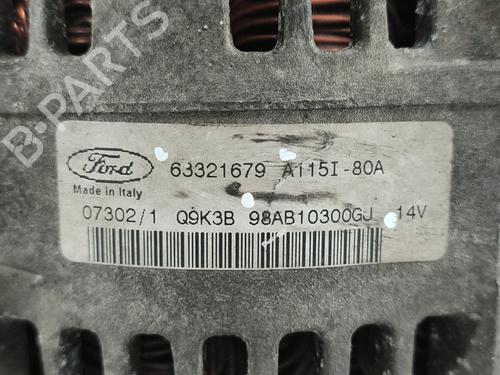 B-PARTS
Ford 63321679 A115I-80A
Made in Italy
07302/1 Q9K3B 98AB10300GJ 14V